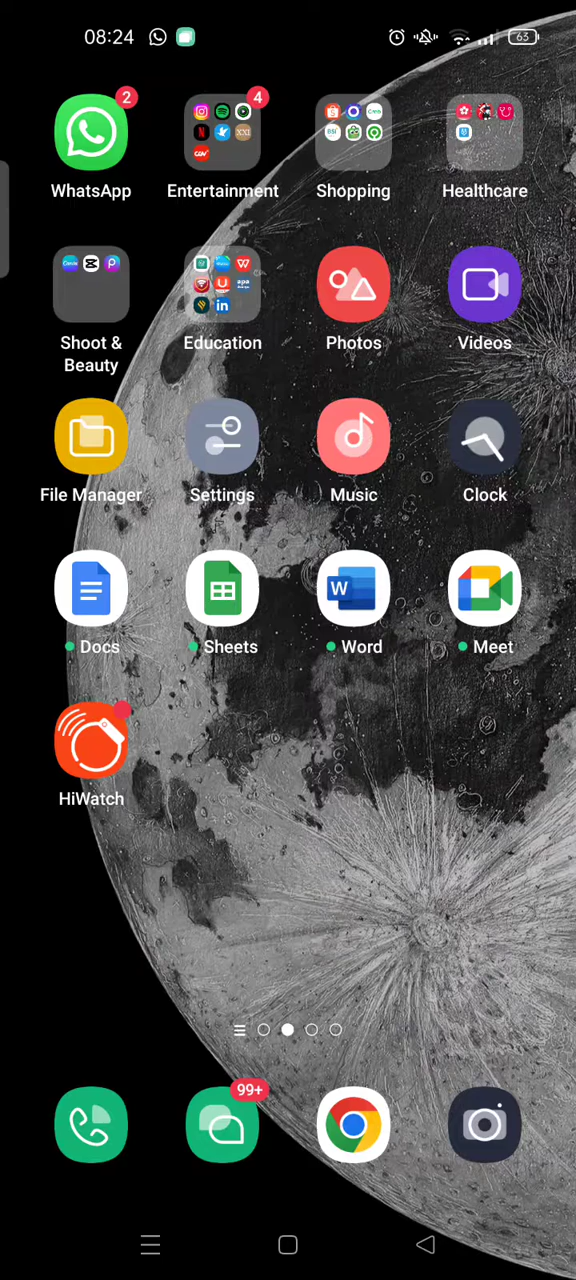 08:24
63
2
4
WhatsApp
Entertainment
Shopping
Healthcare
Shoot &
Beauty
Education
Photos
Videos
File Manager
Settings
Music
Clock
W
Docs
Sheets
Word
Meet
HiWatch
99+